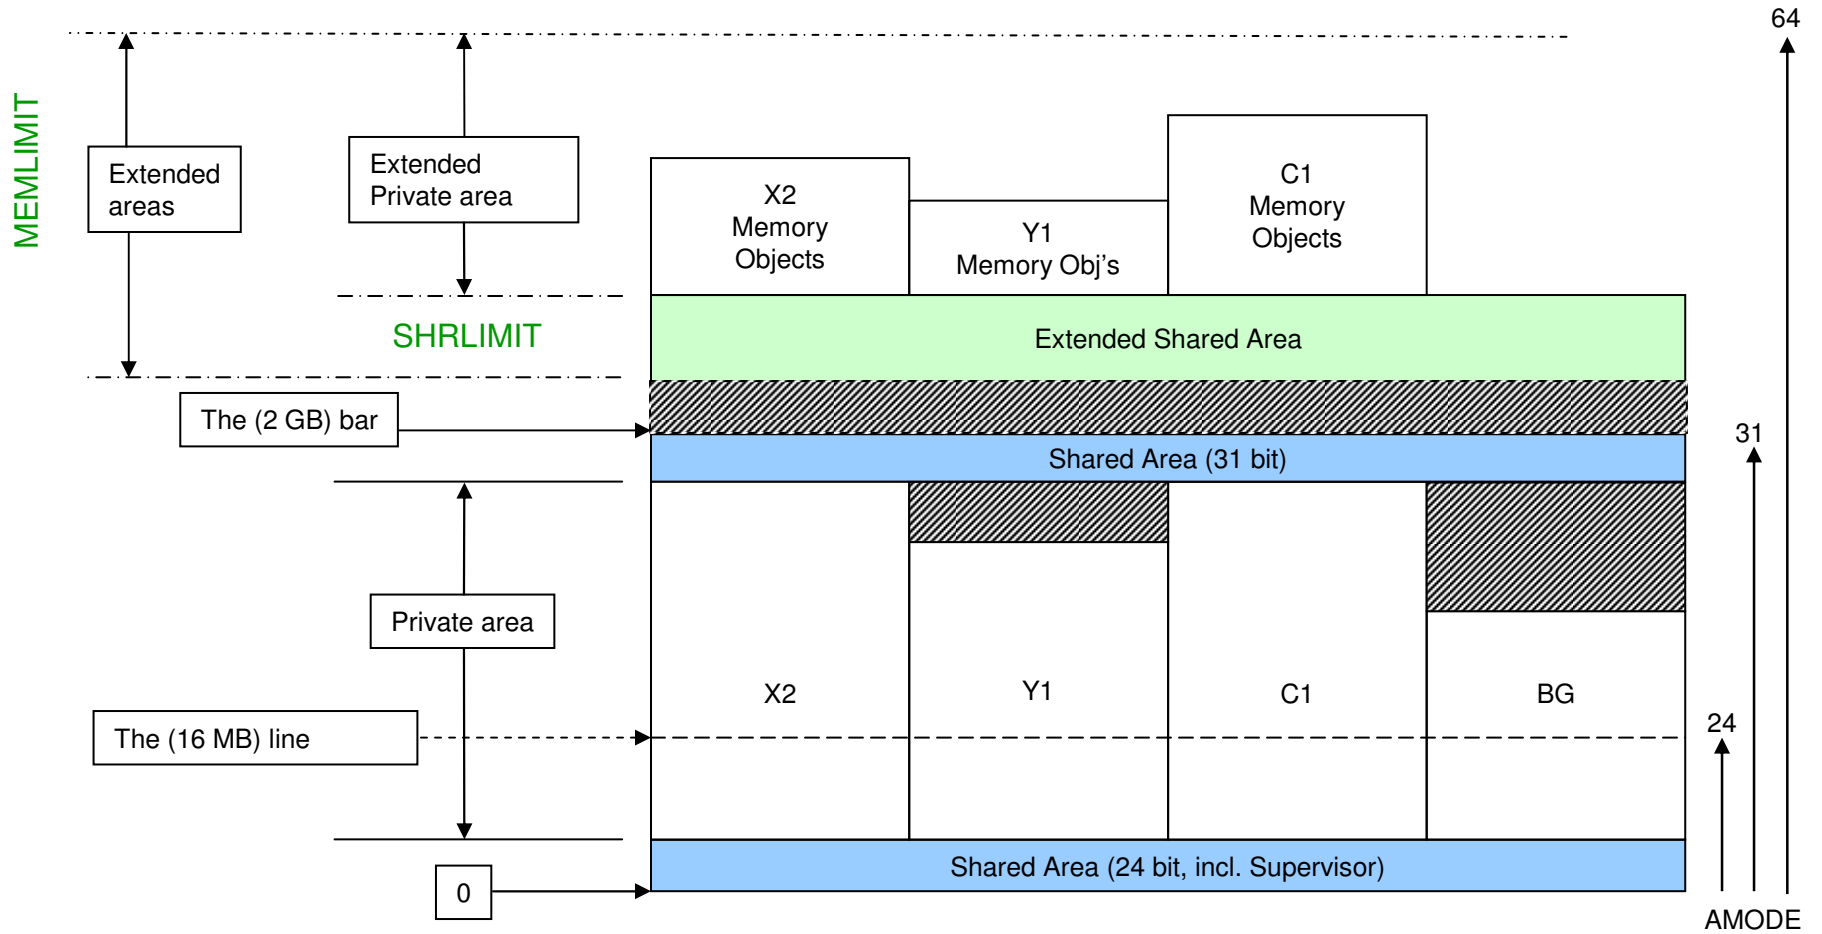 64
MEMLIMIT
Extended
areas
Extended
Private area
X2
Memory
Objects
Y1
Memory Obj's
C1
Memory
Objects
SHRLIMIT
Extended Shared Area
The (2 GB) bar
31
Shared Area (31 bit)
Private area
X2
Y1
C1
BG
24
The (16 MB) line
Shared Area (24 bit, incl. Supervisor)
0
AMODE